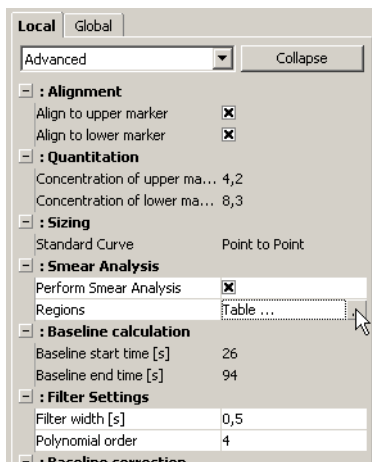 Local Global
Advanced Collapse
: Alignment
Align to upper marker
Align to lower marker
: Quantitation
Concentration of upper ma... 4,2
Concentration of lower ma... 8,3
: Sizing
Standard Curve Point to Point
: Smear Analysis
Perform Smear Analysis
Regions Table ...
: Baseline calculation
Baseline start time [s] 26
Baseline end time [s] 94
: Filter Settings
Filter width [s] 0,5
Polynomial order 4
: Baseline correction